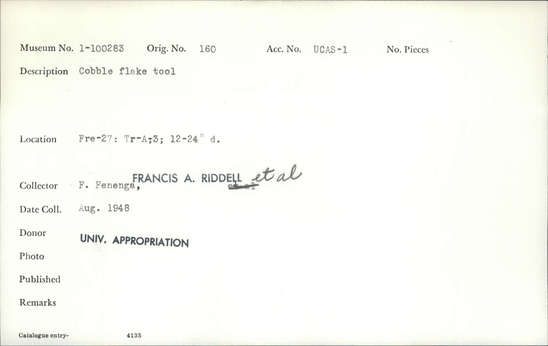 Museum No. 1-100283 Orig. No. 160 Acc. No. UCAS-1 No. Pieces
Description Cobble flake tool
Location Fre-27: Tr-A;3; 12-24" d.
Collector F. Fenenga, FRANCIS A. RIDDELL et al
Date Coll. Aug. 1948
Donor UNIV. APPROPRIATION
Photo
Published
Remarks
Catalogue entry- 4135